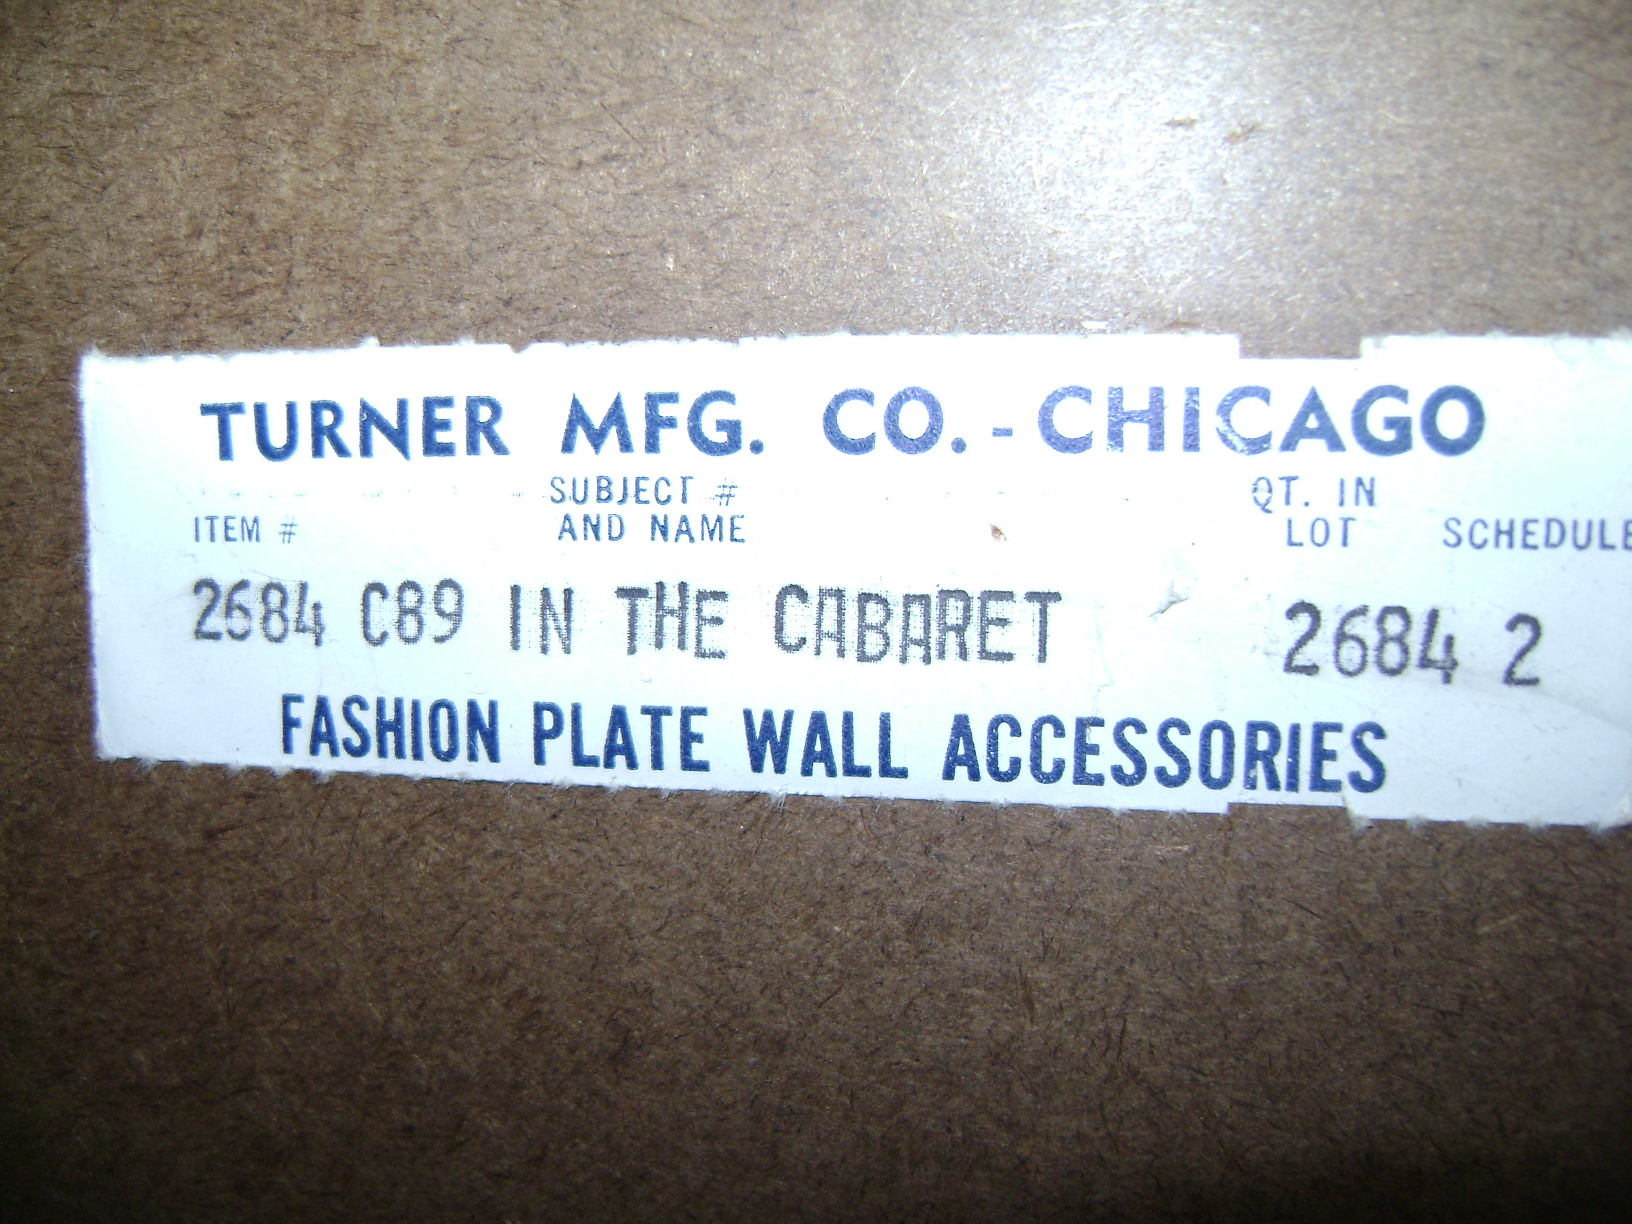 TURNER MFG. CO. - CHICAGO
SUBJECT # QT. IN
ITEM # AND NAME LOT SCHEDULE
2684 C89 IN THE CABARET 2684 2
FASHION PLATE WALL ACCESSORIES